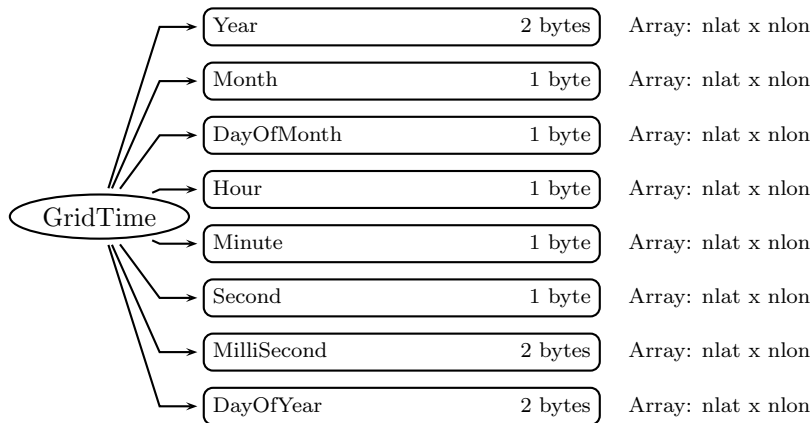 Year 2 bytes Array: nlat x nlon
Month 1 byte Array: nlat x nlon
DayOfMonth 1 byte Array: nlat x nlon
Hour 1 byte Array: nlat x nlon
GridTime
Minute 1 byte Array: nlat x nlon
Second 1 byte Array: nlat x nlon
MilliSecond 2 bytes Array: nlat x nlon
DayOfYear 2 bytes Array: nlat x nlon